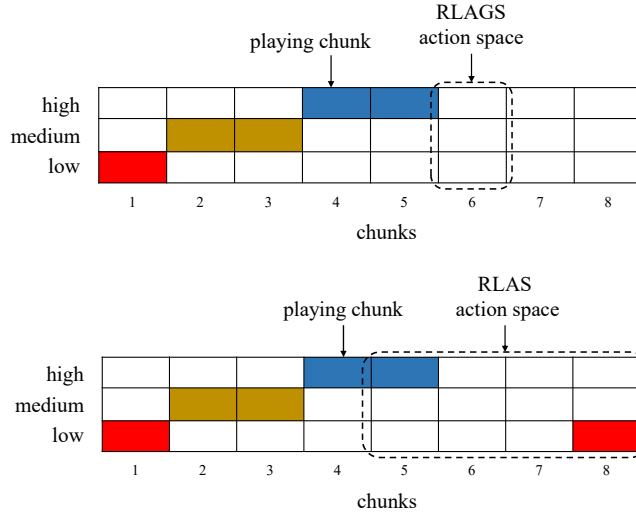 RLAGS
playing chunk
action space
high
medium
low
1 2 3 4 5 6 7 8
chunks
RLAS
playing chunk
action space
high
medium
low
1 2 3 4 5 6 7 8
chunks